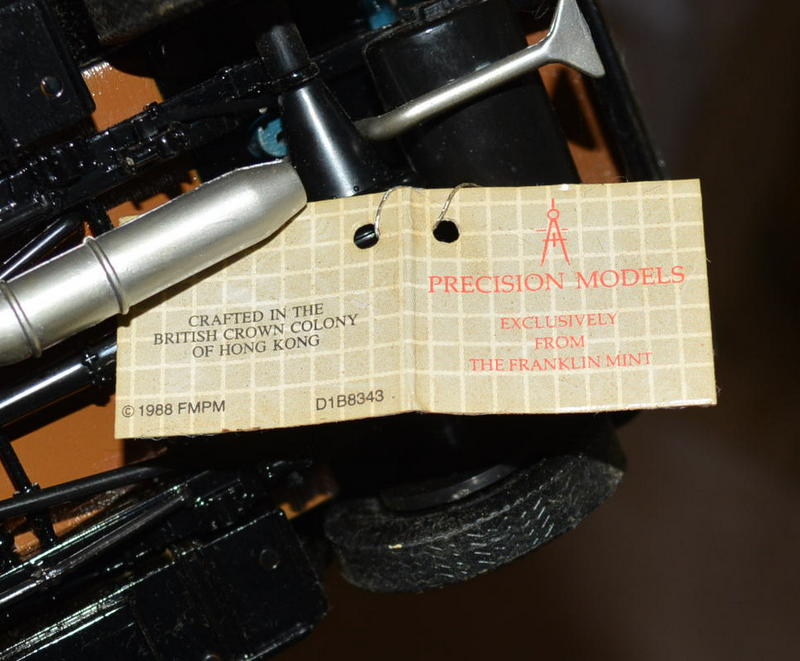 CRAFTED IN THE
BRITISH CROWN COLONY
OF HONG KONG
© 1988 FMPM D1B8343
PRECISION MODELS
EXCLUSIVELY
FROM
THE FRANKLIN MINT